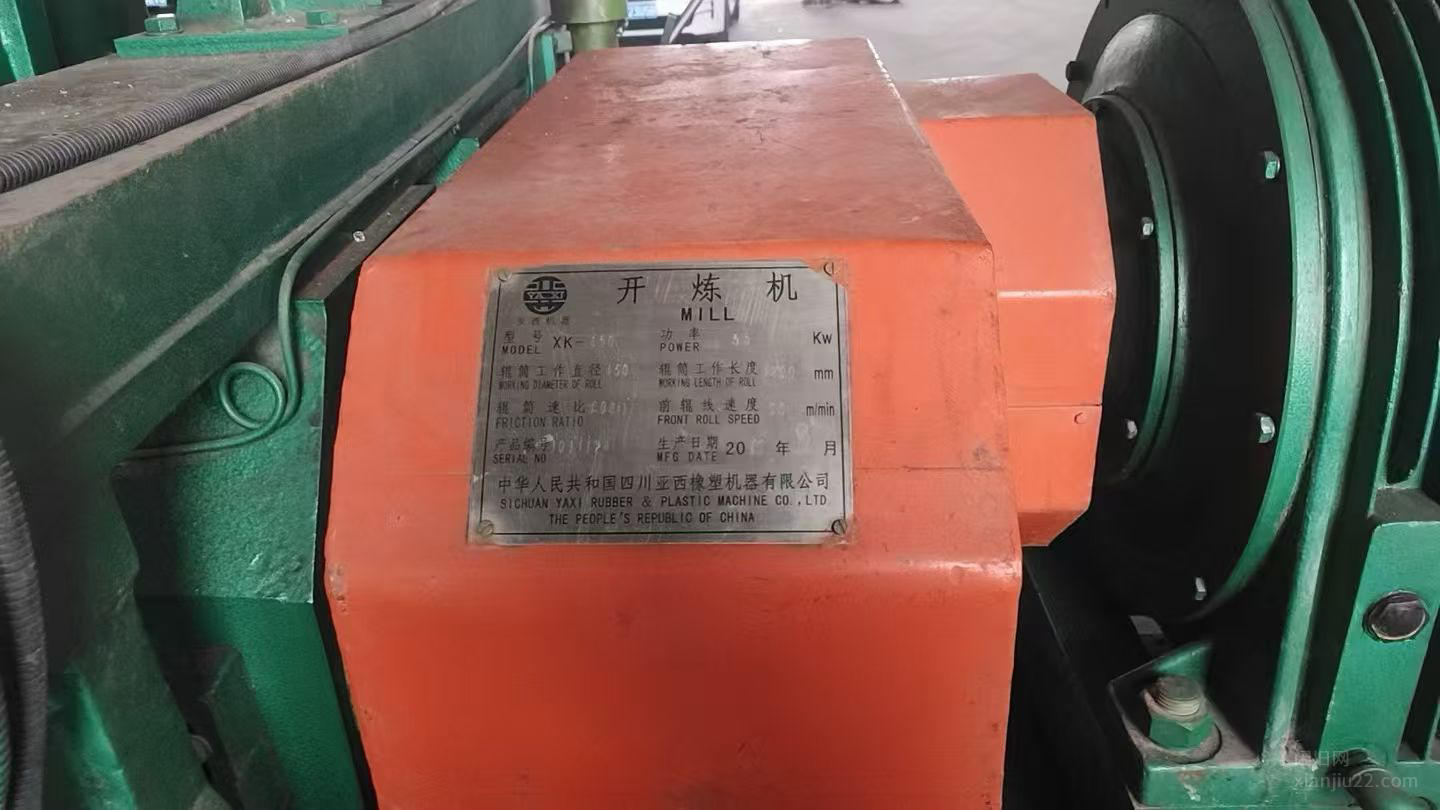 YAXI
开炼机
MILL
型号 XK- 功率 Kw
MODEL POWER
辊筒工作直径 辊筒工作长度 mm
WORKING DIAMETER OF ROLL WORKING LENGTH OF ROLL
辊筒速比 前辊线速度 m/min
FRICTION RATIO FRONT ROLL SPEED
产品编号 生产日期 20 年 月
SERIAL NO MFG DATE
中华人民共和国四川亚西橡塑机器有限公司
SICHUAN YAXI RUBBER & PLASTIC MACHINE CO.,LTD
THE PEOPLE'S REPUBLIC OF CHINA
xianjiu22.com